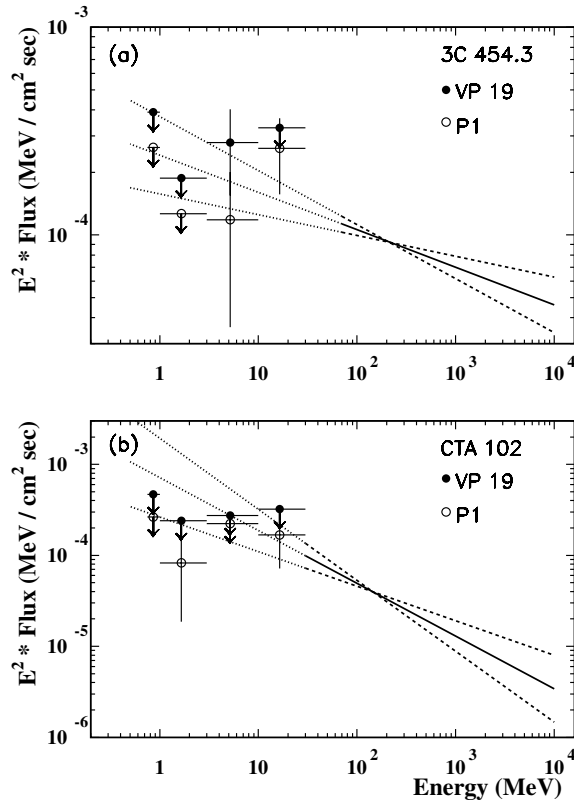 10^-3
(a)
3C 454.3
● VP 19
○ P1
10^-4
E^2 * Flux (MeV / cm^2 sec)
1 10 10^2 10^3 10^4
(b)
CTA 102
● VP 19
○ P1
10^-3
10^-4
10^-5
10^-6
E^2 * Flux (MeV / cm^2 sec)
1 10 10^2 10^3 10^4
Energy (MeV)